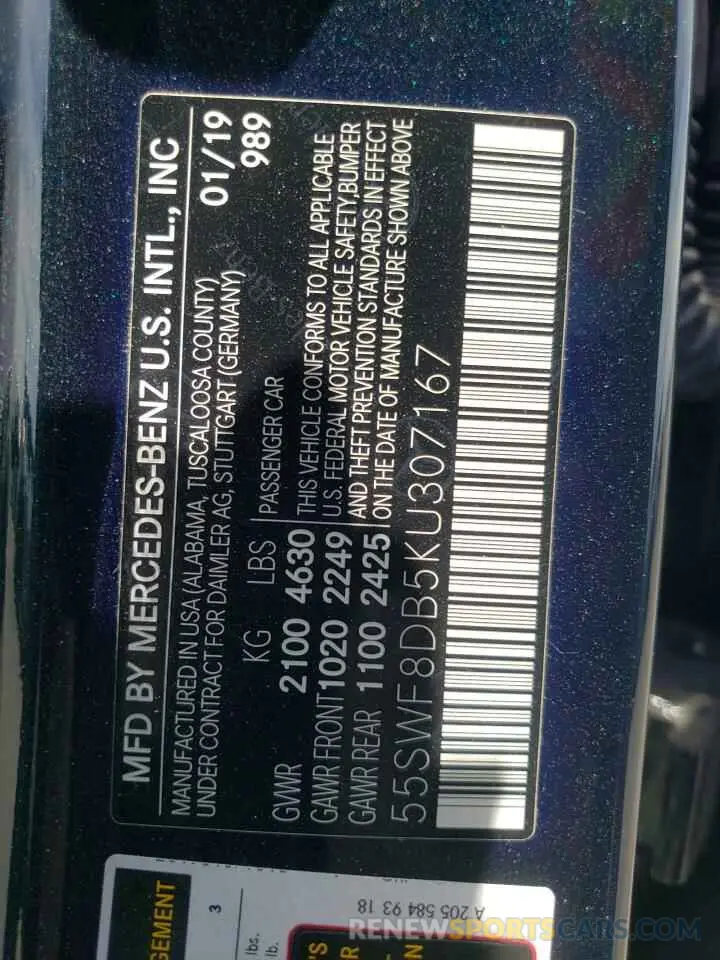 MFD BY MERCEDES-BENZ U.S. INTL., INC
MANUFACTURED IN USA (ALABAMA, TUSCALOOSA COUNTY) 01/19
UNDER CONTRACT FOR DAIMLER AG, STUTTGART (GERMANY) 989
KG LBS PASSENGER CAR
GVWR 2100 4630 THIS VEHICLE CONFORMS TO ALL APPLICABLE
GAWR FRONT 1020 2249 U.S. FEDERAL MOTOR VEHICLE SAFETY, BUMPER
GAWR REAR 1100 2425 AND THEFT PREVENTION STANDARDS IN EFFECT
ON THE DATE OF MANUFACTURE SHOWN ABOVE
55SWF8DB5KU307167
GEMENT
3
lbs.
lb.
'S
R
N
A 205 584 93 18
RENEWSPORTSCARS.COM